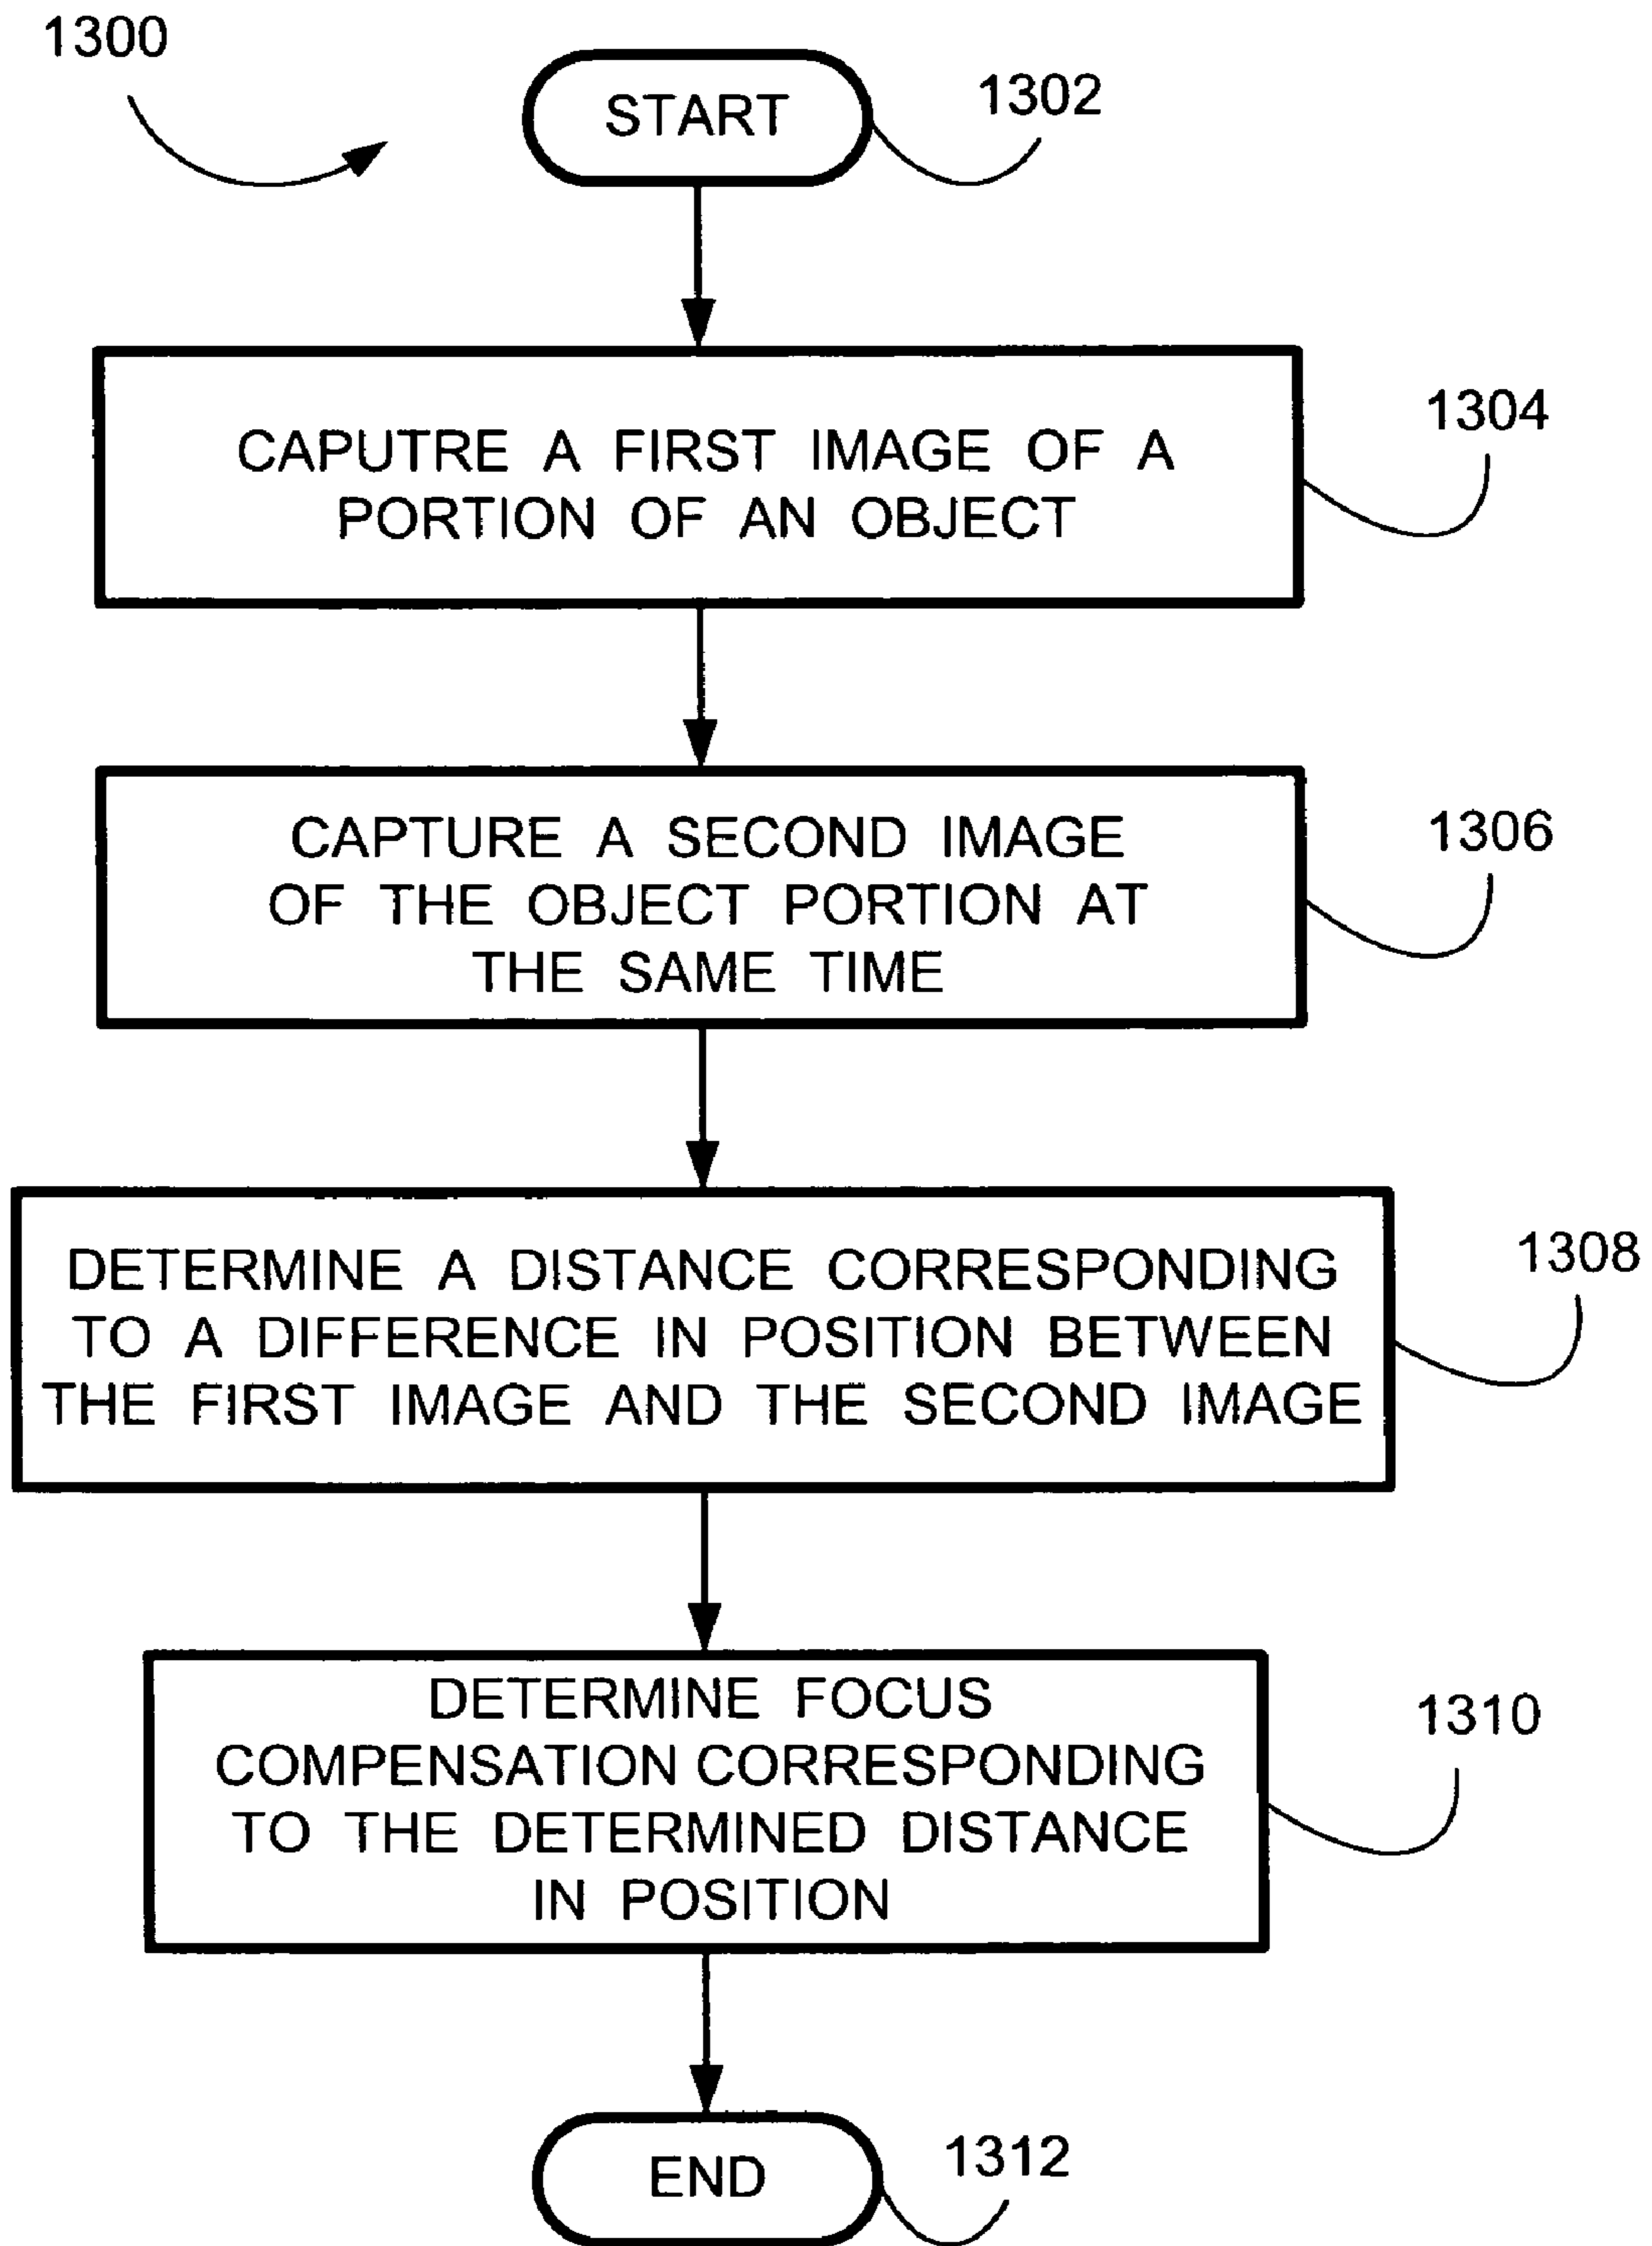 1300
START
1302
CAPUTRE A FIRST IMAGE OF A
PORTION OF AN OBJECT
1304
CAPTURE A SECOND IMAGE
OF THE OBJECT PORTION AT
THE SAME TIME
1306
DETERMINE A DISTANCE CORRESPONDING
TO A DIFFERENCE IN POSITION BETWEEN
THE FIRST IMAGE AND THE SECOND IMAGE
1308
DETERMINE FOCUS
COMPENSATION CORRESPONDING
TO THE DETERMINED DISTANCE
IN POSITION
1310
END
1312